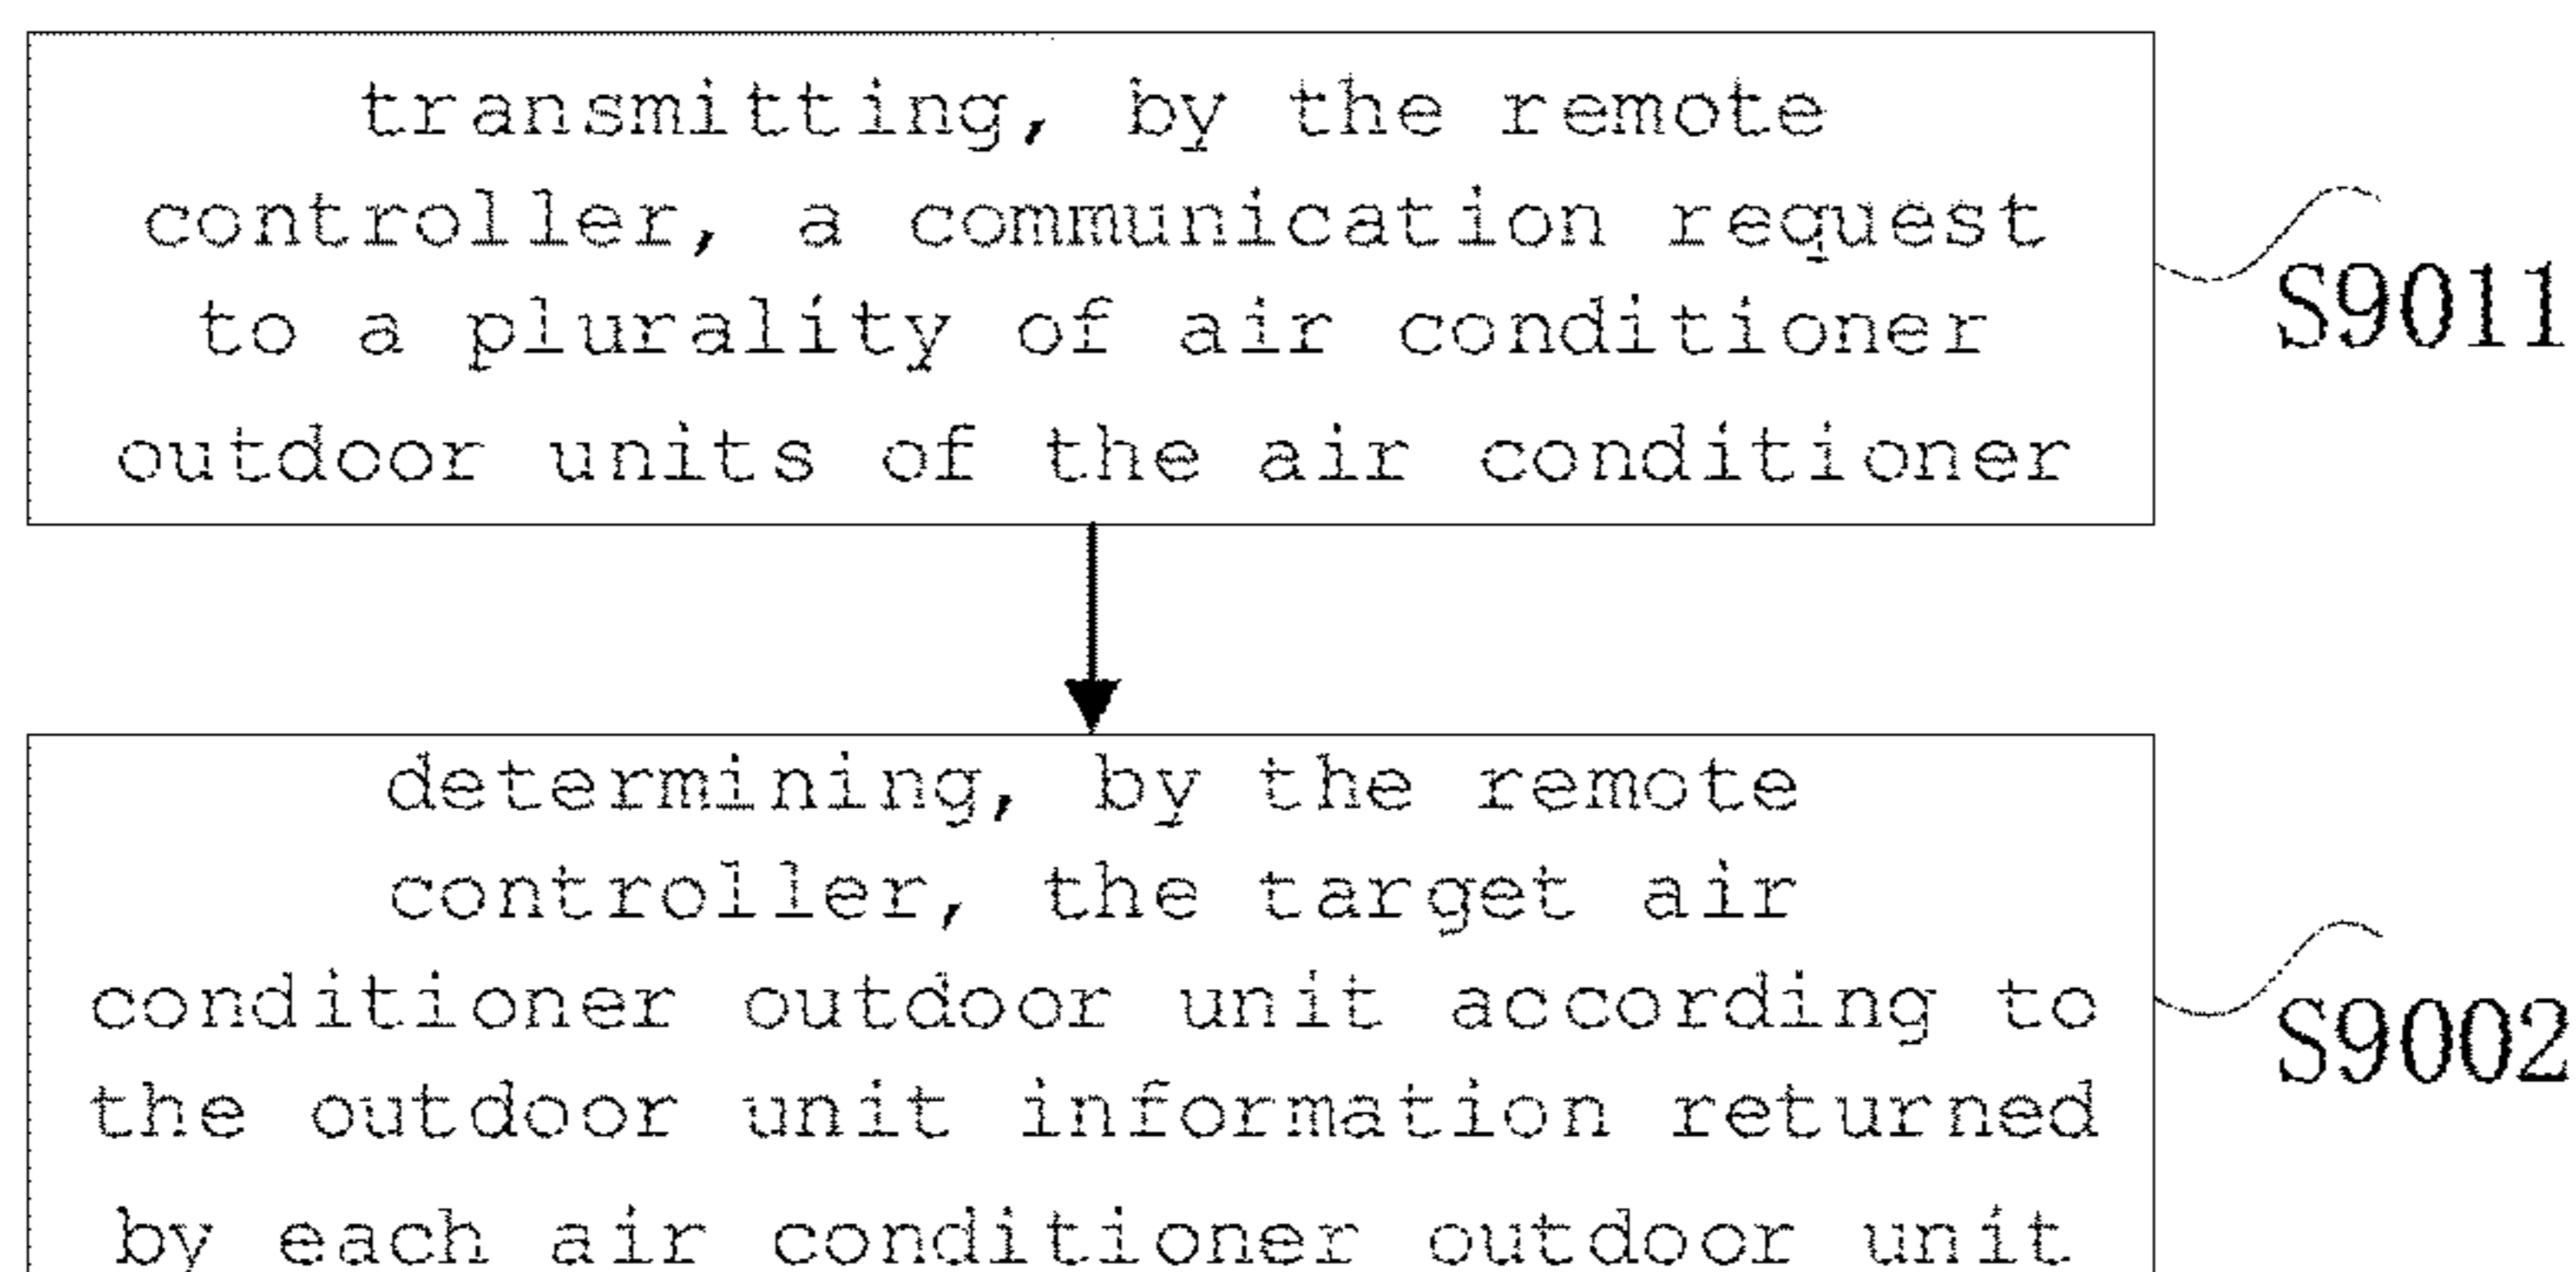 transmitting, by the remote
controller, a communication request
to a plurality of air conditioner
outdoor units of the air conditioner
S9011
determining, by the remote
controller, the target air
conditioner outdoor unit according to
the outdoor unit information returned
by each air conditioner outdoor unit
S9002